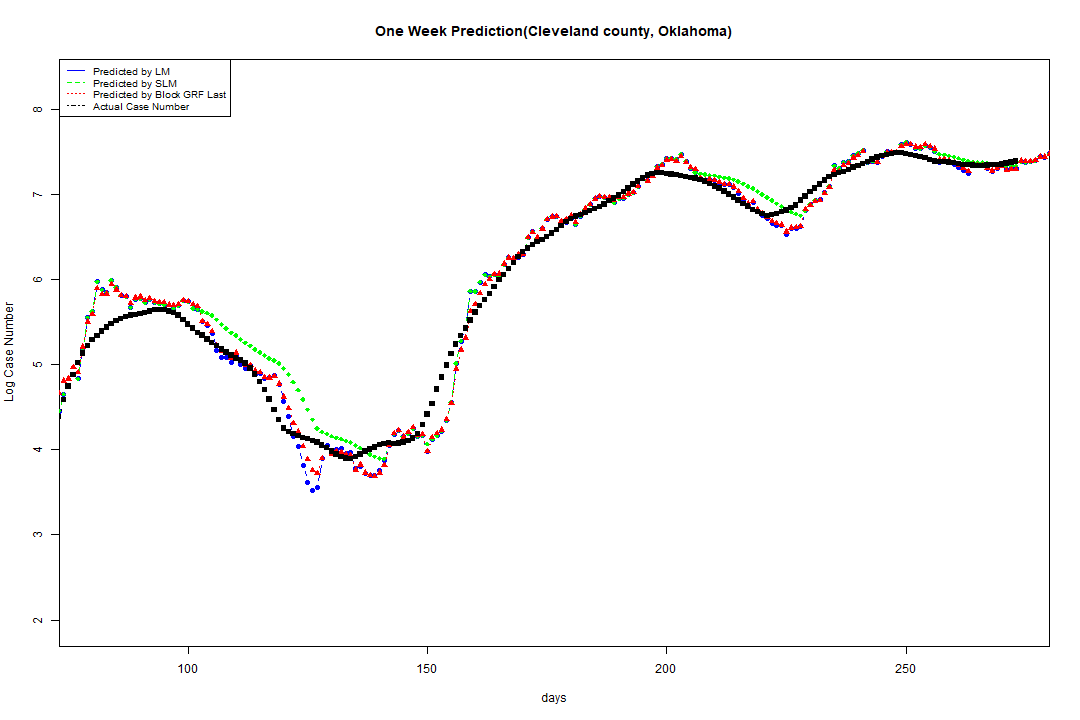 One Week Prediction(Cleveland county, Oklahoma)
Predicted by LM
Predicted by SLM
Predicted by Block GRF Last
Actual Case Number
8
7
6
5
4
3
2
Log Case Number
100 150 200 250
days